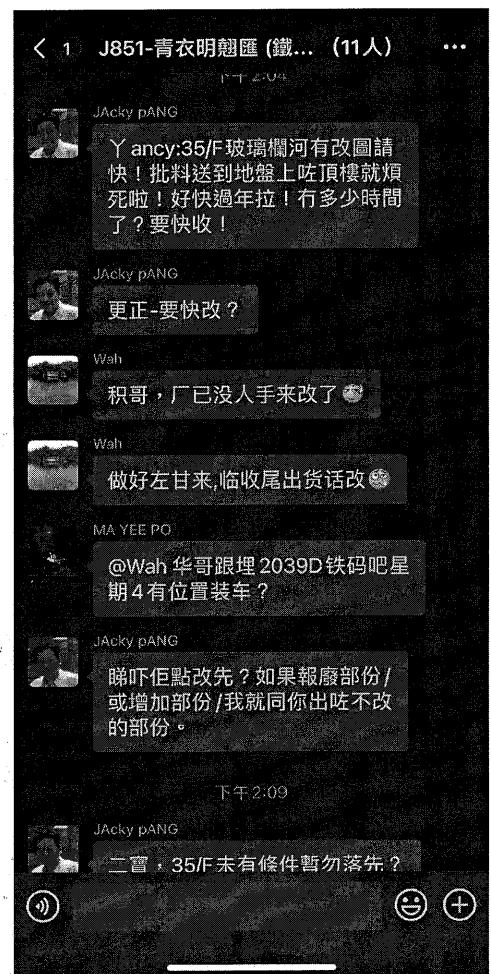 1 J851-青衣明翹匯 (鐵... (11人) ...
下午 2:04
JAcky pANG
丫ancy:35/F玻璃欄河有改圖請
快！批料送到地盤上咗頂樓就煩
死啦！好快過年拉！冇多少時間
了？要快收！
JAcky pANG
更正-要快改？
Wah
积哥，厂已没人手来改了
Wah
做好左甘来,临收尾出货话改
MA YEE PO
@Wah 华哥跟埋2039D铁码吧星
期4有位置装车？
JAcky pANG
睇吓佢點改先？如果報廢部份/
或增加部份/我就同你出咗不改
的部份。
下午2:09
JAcky pANG
二寶，35/F未有條件暫勿落先？